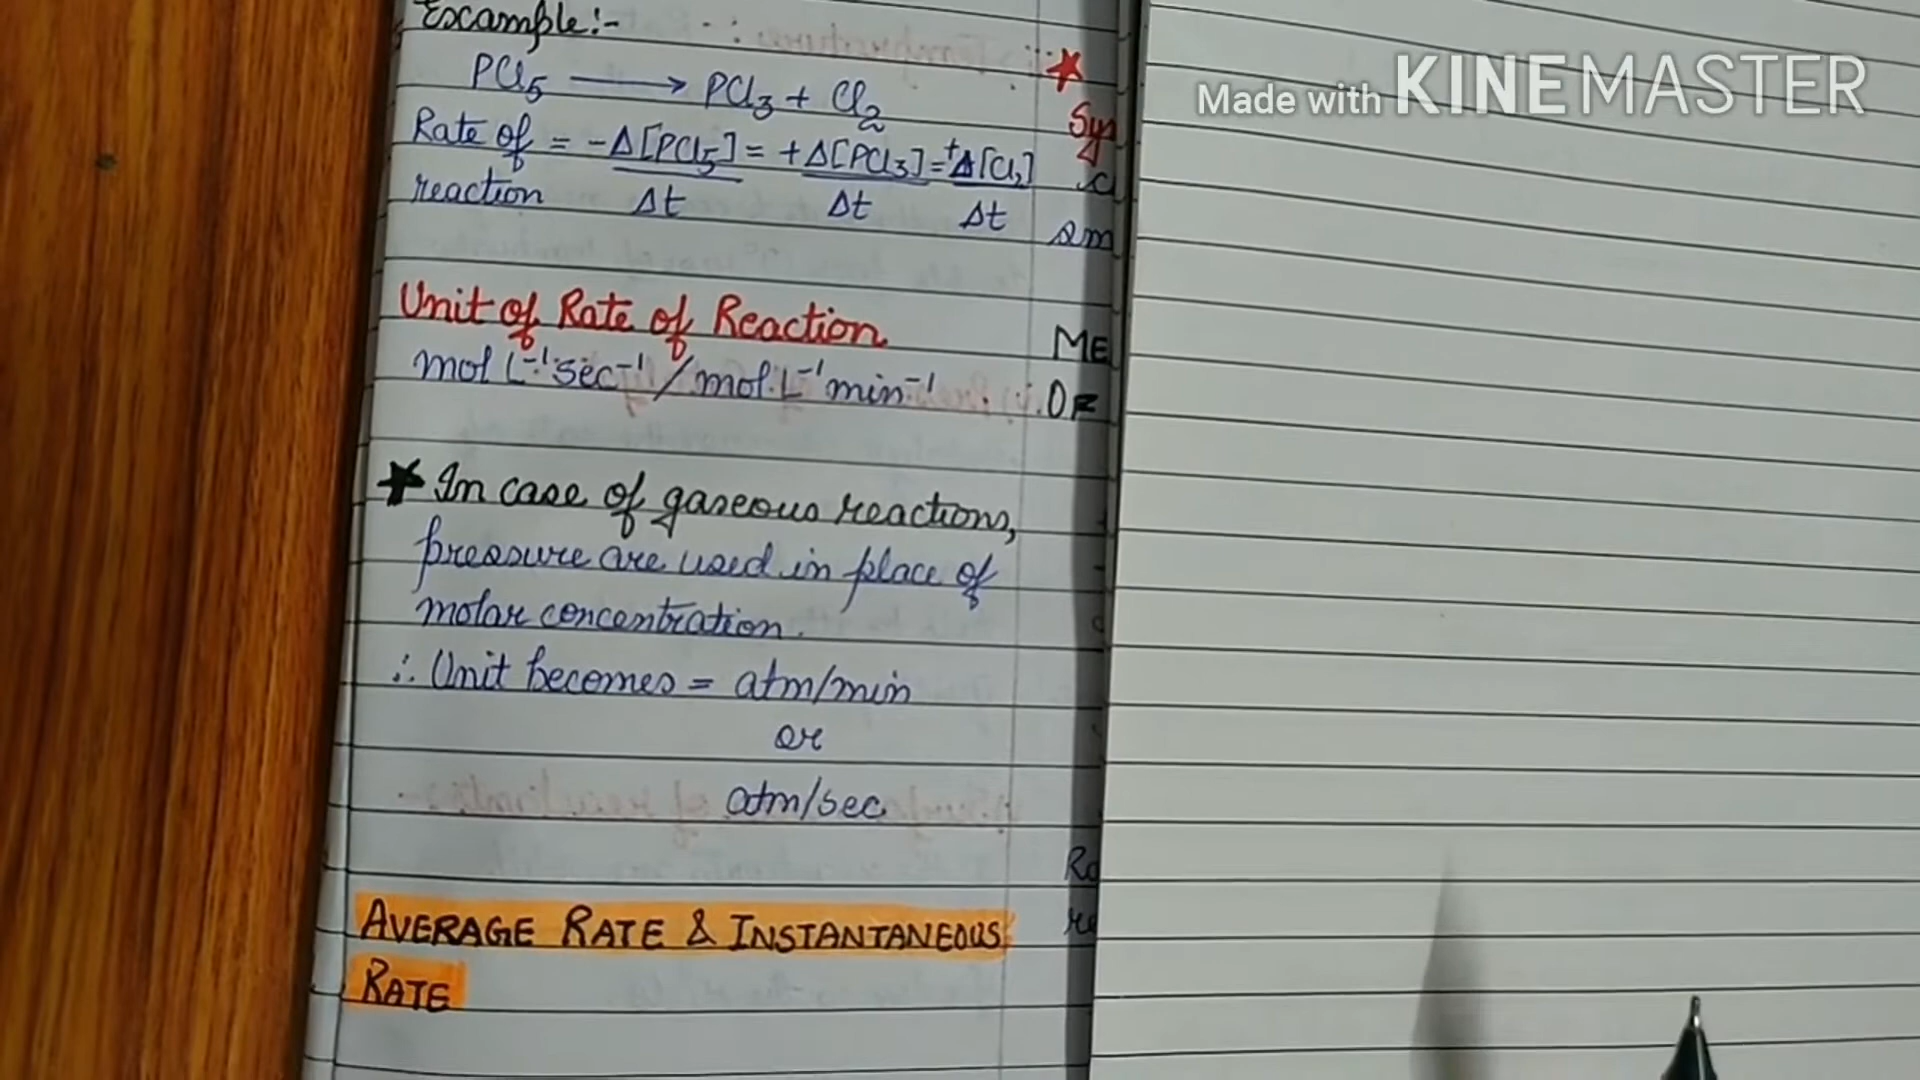 Example:-
PCl5 → PCl3 + Cl2
Rate of reaction = -Δ[PCl5]/Δt = +Δ[PCl3]/Δt = +Δ[Cl2]/Δt
Unit of Rate of Reaction
mol L⁻¹ sec⁻¹ / mol L⁻¹ min⁻¹
★ In case of gaseous reactions,
pressure are used in place of
molar concentration.
∴ Unit becomes = atm/min
or
atm/sec
AVERAGE RATE & INSTANTANEOUS
RATE
Made with KINEMASTER